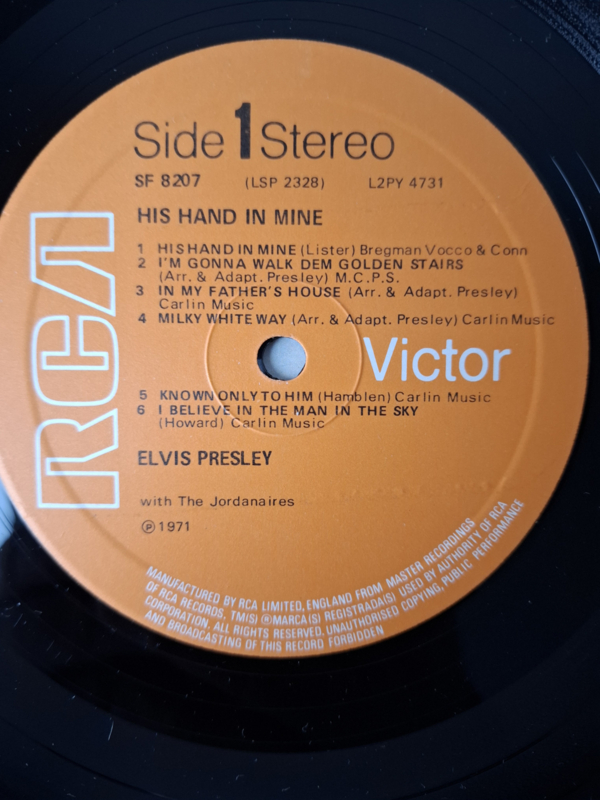 Side 1 Stereo
SF 8207 (LSP 2328) L2PY 4731
HIS HAND IN MINE
1 HIS HAND IN MINE (Lister) Bregman Vocco & Conn
2 I'M GONNA WALK DEM GOLDEN STAIRS
(Arr. & Adapt. Presley) M.C.P.S.
3 IN MY FATHER'S HOUSE (Arr. & Adapt. Presley)
Carlin Music
4 MILKY WHITE WAY (Arr. & Adapt. Presley) Carlin Music
RCA
Victor
5 KNOWN ONLY TO HIM (Hamblen) Carlin Music
6 I BELIEVE IN THE MAN IN THE SKY
(Howard) Carlin Music
ELVIS PRESLEY
with The Jordanaires
℗ 1971
MANUFACTURED BY RCA LIMITED, ENGLAND FROM MASTER RECORDINGS
OF RCA RECORDS. TM(S) ® MARCA(S) REGISTRADA(S) USED BY AUTHORITY OF RCA
CORPORATION. ALL RIGHTS RESERVED. UNAUTHORISED COPYING, PUBLIC PERFORMANCE
AND BROADCASTING OF THIS RECORD FORBIDDEN